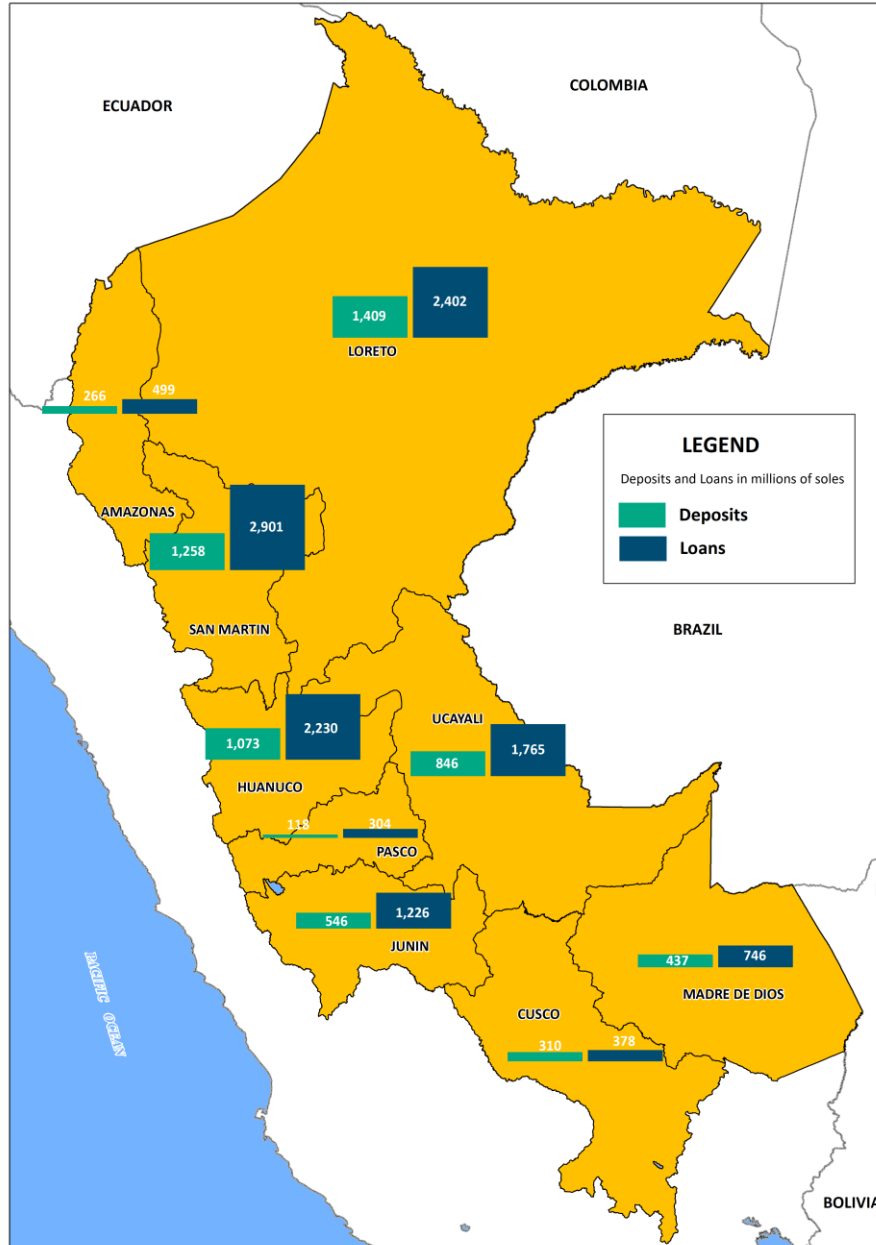 COLOMBIA
ECUADOR
2,402
1,409
LORETO
499
266
LEGEND
Deposits and Loans in millions of soles
Deposits
Loans
AMAZONAS
2,901
1,258
SAN MARTIN
BRAZIL
UCAYALI
2,230
1,073
1,765
846
HUANUCO
118
304
PASCO
546
1,226
JUNIN
437
746
MADRE DE DIOS
CUSCO
310
378
PACIFIC OCEAN
BOLIVIA